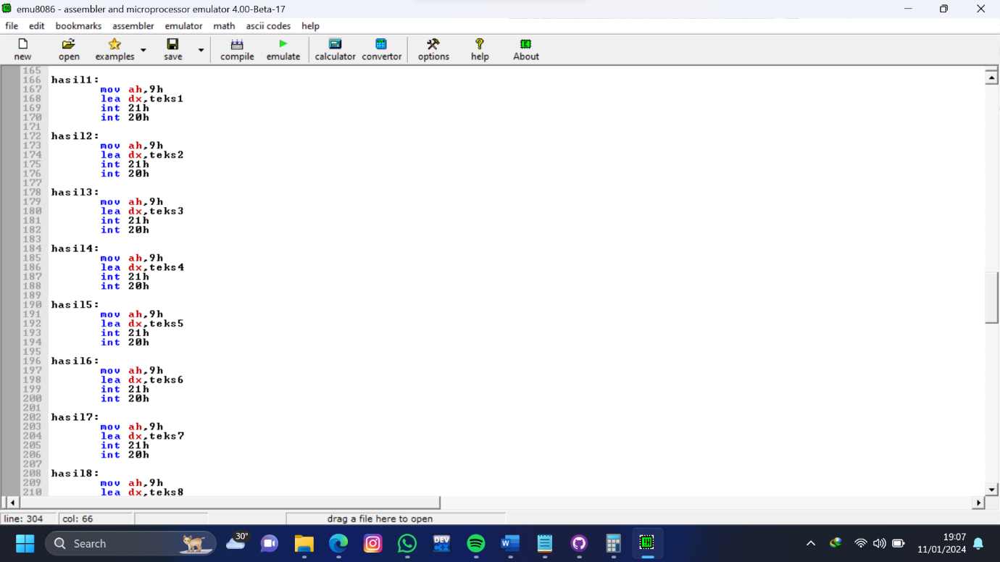 emu8086 - assembler and microprocessor emulator 4.00-Beta-17
file edit bookmarks assembler emulator math ascii codes help
new open examples save compile emulate calculator convertor options help About
165
166 hasil1:
167 mov ah,9h
168 lea dx,teks1
169 int 21h
170 int 20h
171
172 hasil2:
173 mov ah,9h
174 lea dx,teks2
175 int 21h
176 int 20h
177
178 hasil3:
179 mov ah,9h
180 lea dx,teks3
181 int 21h
182 int 20h
183
184 hasil4:
185 mov ah,9h
186 lea dx,teks4
187 int 21h
188 int 20h
189
190 hasil5:
191 mov ah,9h
192 lea dx,teks5
193 int 21h
194 int 20h
195
196 hasil6:
197 mov ah,9h
198 lea dx,teks6
199 int 21h
200 int 20h
201
202 hasil7:
203 mov ah,9h
204 lea dx,teks7
205 int 21h
206 int 20h
207
208 hasil8:
209 mov ah,9h
210 lea dx,teks8
line: 304 col: 66 drag a file here to open
Search 30° DEV C++ W 19:07
11/01/2024